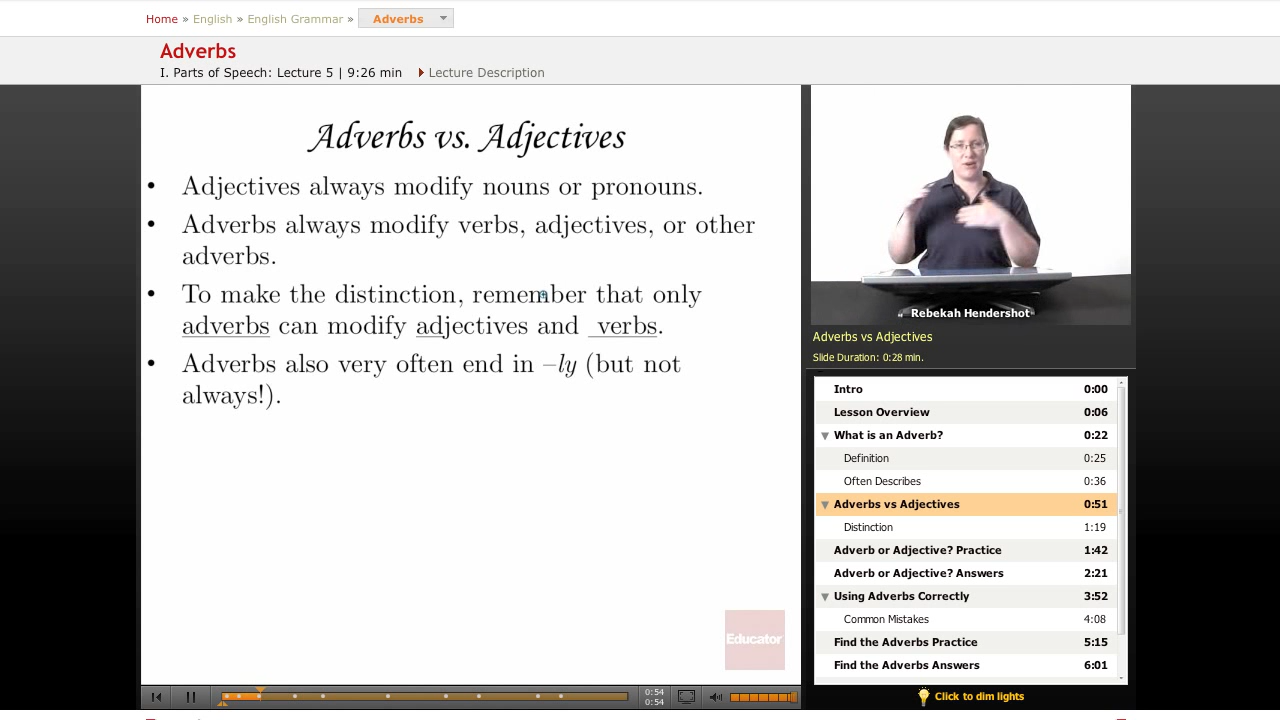 Home » English » English Grammar » Adverbs
Adverbs
I. Parts of Speech: Lecture 5 | 9:26 min Lecture Description
Adverbs vs. Adjectives
• Adjectives always modify nouns or pronouns.
• Adverbs always modify verbs, adjectives, or other
adverbs.
• To make the distinction, remember that only
adverbs can modify adjectives and verbs.
• Adverbs also very often end in –ly (but not
always!).
Educator
0:54
0:54
Rebekah Hendershot
Adverbs vs Adjectives
Slide Duration: 0:28 min.
Intro 0:00
Lesson Overview 0:06
What is an Adverb? 0:22
Definition 0:25
Often Describes 0:36
Adverbs vs Adjectives 0:51
Distinction 1:19
Adverb or Adjective? Practice 1:42
Adverb or Adjective? Answers 2:21
Using Adverbs Correctly 3:52
Common Mistakes 4:08
Find the Adverbs Practice 5:15
Find the Adverbs Answers 6:01
Click to dim lights